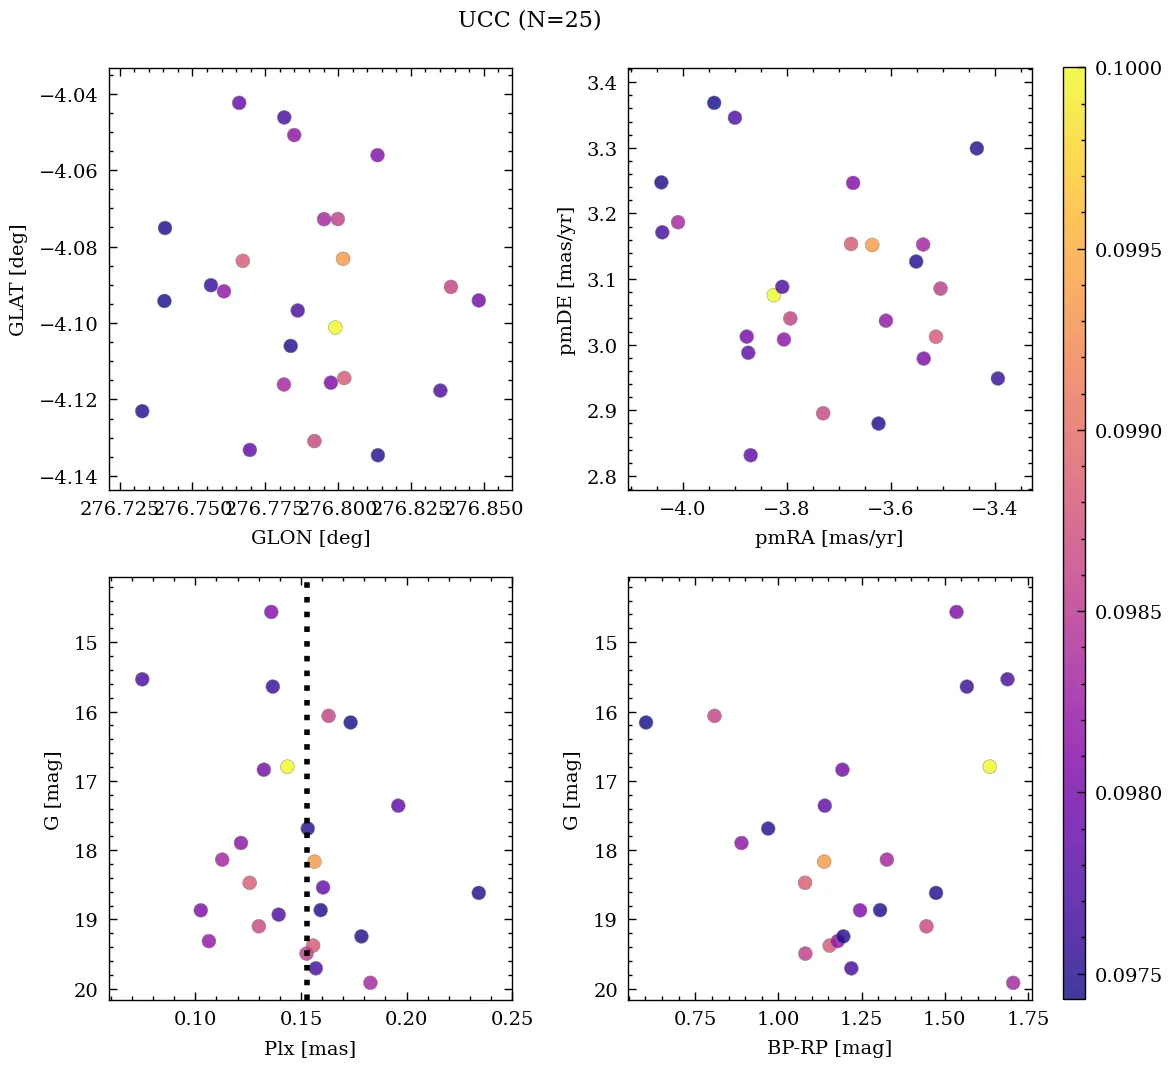 UCC (N=25)
−4.04
−4.06
−4.08
−4.10
−4.12
−4.14
GLAT [deg]
276.725 276.750 276.775 276.800 276.825 276.850
GLON [deg]
3.4
3.3
3.2
3.1
3.0
2.9
2.8
pmDE [mas/yr]
−4.0 −3.8 −3.6 −3.4
pmRA [mas/yr]
15
16
17
18
19
20
G [mag]
0.10 0.15 0.20 0.25
Plx [mas]
15
16
17
18
19
20
G [mag]
0.75 1.00 1.25 1.50 1.75
BP-RP [mag]
0.1000
0.0995
0.0990
0.0985
0.0980
0.0975